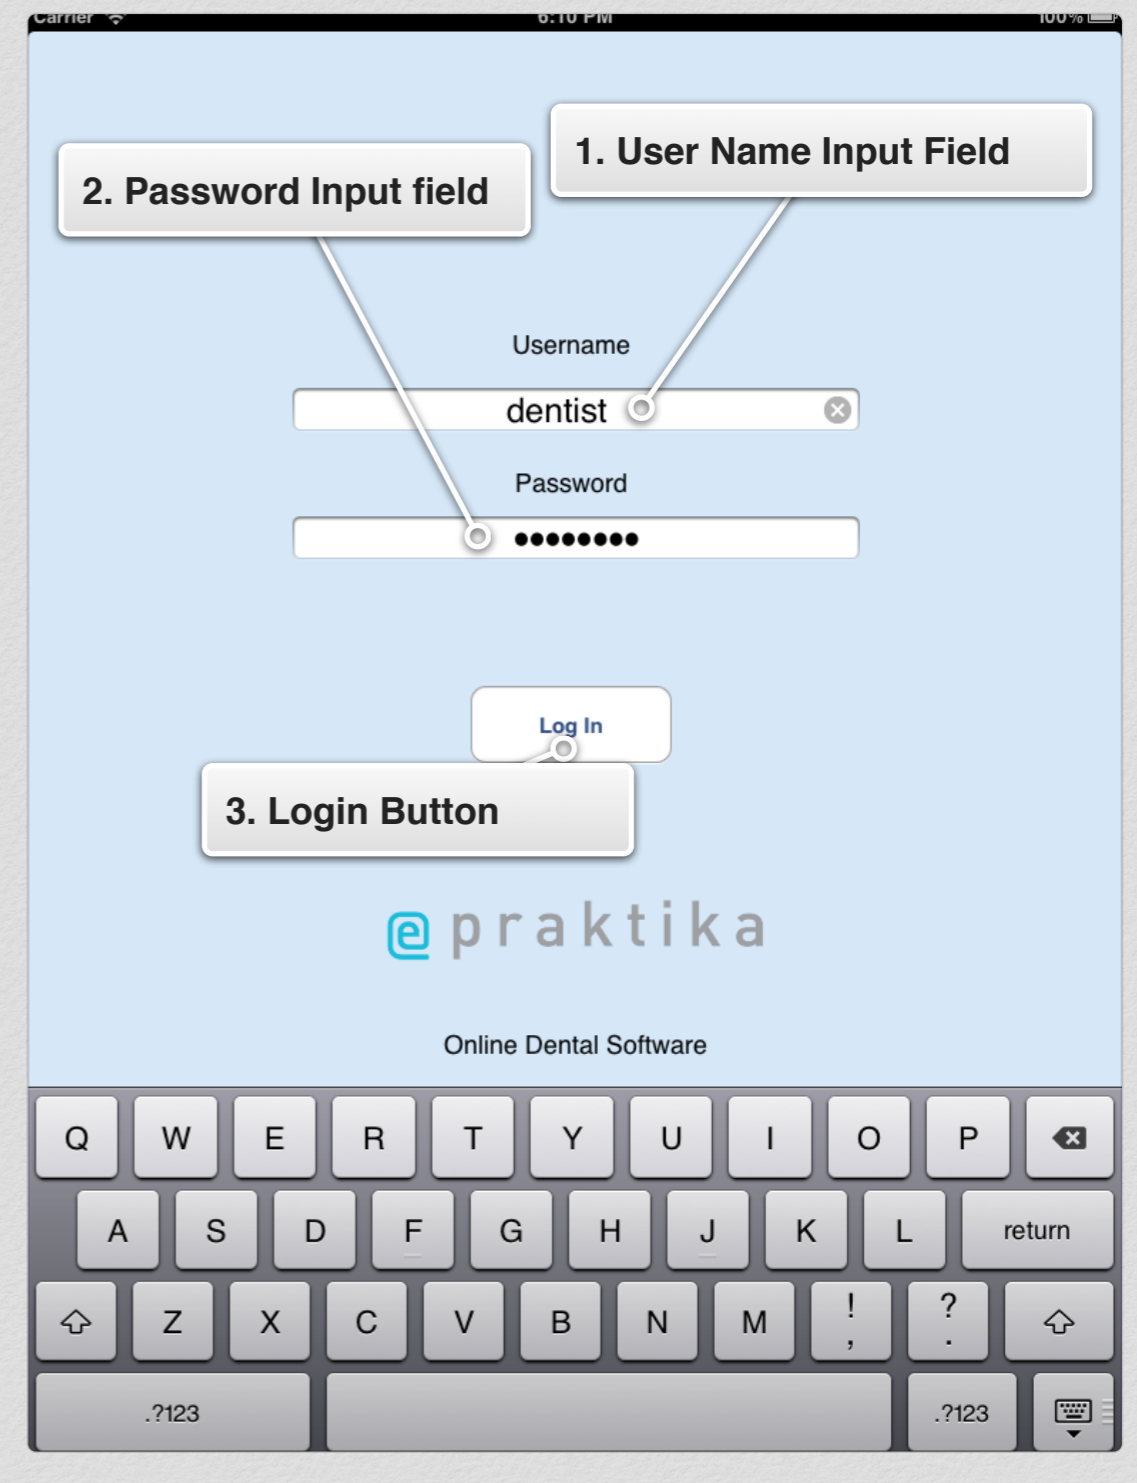 Carrier 6:10 PM 100%
1. User Name Input Field
2. Password Input field
Username
dentist
Password
Log In
3. Login Button
e praktika
Online Dental Software
Q W E R T Y U I O P
A S D F G H J K L return
Z X C V B N M ! , ? .
.?123 .?123